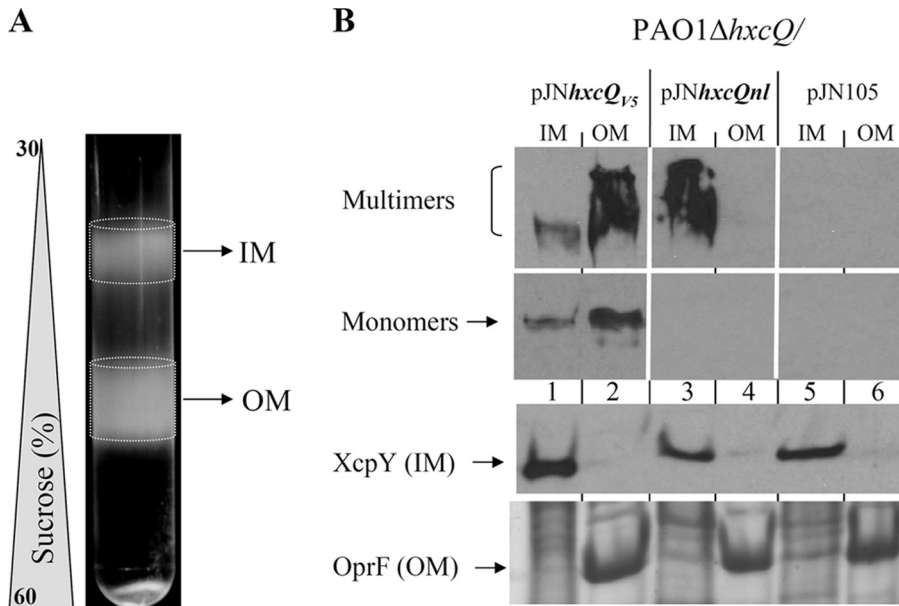 A
30
IM
OM
Sucrose (%)
60
B
PAO1ΔhxcQ/
pJNhxcQV5 pJNhxcQnl pJN105
IM OM IM OM IM OM
Multimers
Monomers
1 2 3 4 5 6
XcpY (IM)
OprF (OM)